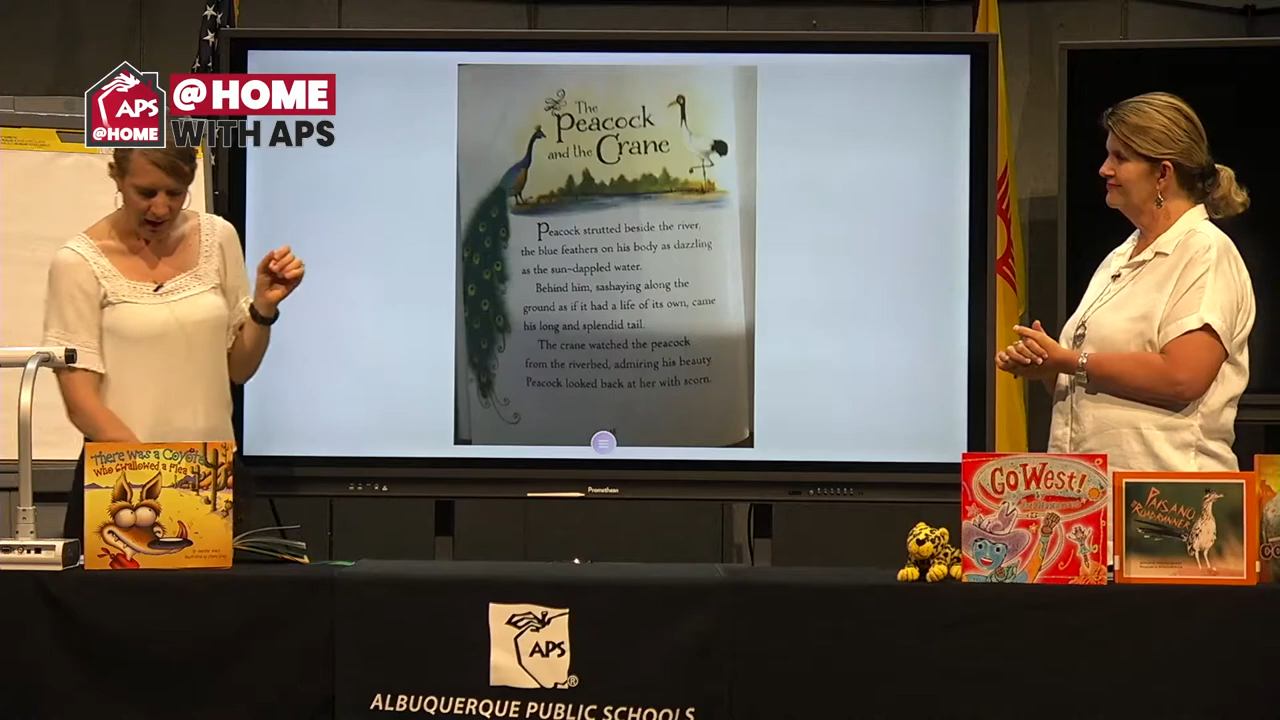 APS
@HOME
@HOME
WITH APS
The
Peacock
and the Crane
Peacock strutted beside the river,
the blue feathers on his body as dazzling
as the sun-dappled water.
Behind him, sashaying along the
ground as if it had a life of its own, came
his long and splendid tail.
The crane watched the peacock
from the riverbed, admiring his beauty.
Peacock looked back at her with scorn.
Promethean
There was a Coyote
Who Swallowed a Flea
Go West!
PAISANO
ROADRUNNER
APS
®
ALBUQUERQUE PUBLIC SCHOOLS